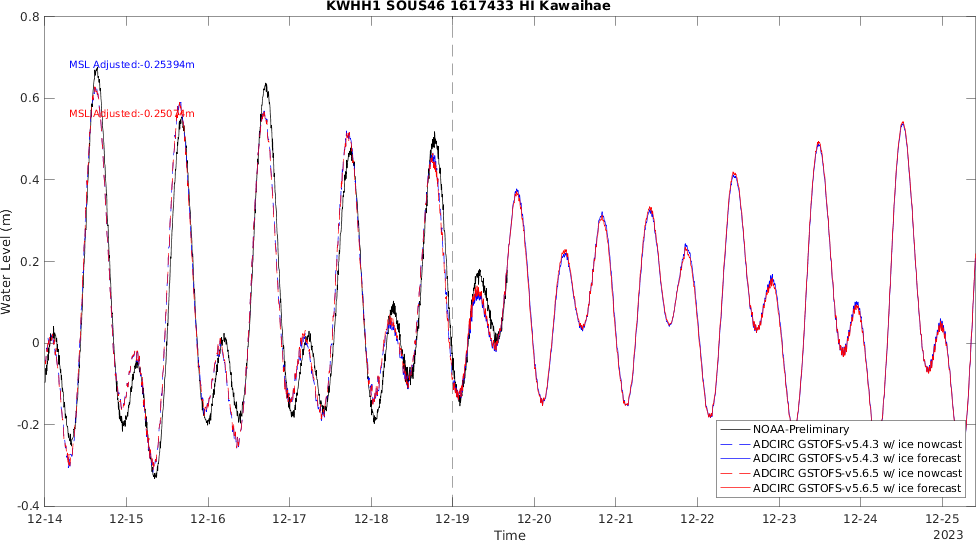 KWHH1 SOUS46 1617433 HI Kawaihae
0.8
MSL Adjusted:-0.25394m
0.6
MSL Adjusted:-0.25074m
0.4
Water Level (m)
0.2
0
-0.2
-0.4
NOAA-Preliminary
ADCIRC GSTOFS-v5.4.3 w/ ice nowcast
ADCIRC GSTOFS-v5.4.3 w/ ice forecast
ADCIRC GSTOFS-v5.6.5 w/ ice nowcast
ADCIRC GSTOFS-v5.6.5 w/ ice forecast
12-14 12-15 12-16 12-17 12-18 12-19 12-20 12-21 12-22 12-23 12-24 12-25
Time
2023